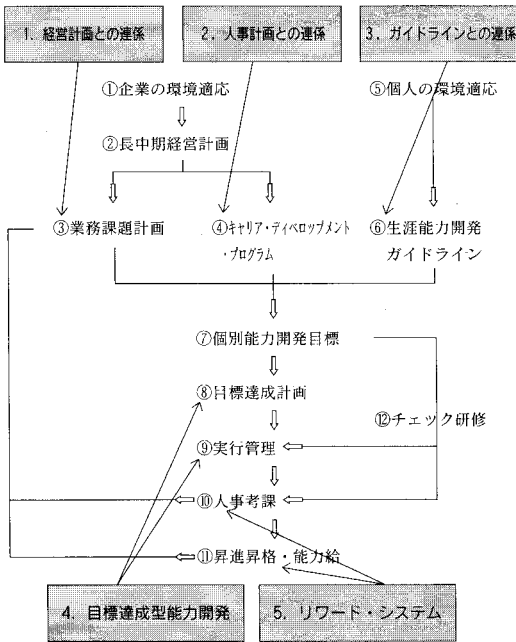 1. 経営計画との連係
2. 人事計画との連係
3. ガイドラインとの連係
①企業の環境適応
⑤個人の環境適応
②長中期経営計画
③業務課題計画
④キャリア・ディベロップメント
・プログラム
⑥生涯能力開発
ガイドライン
⑦個別能力開発目標
⑧目標達成計画
⑫チェック研修
⑨実行管理
⑩人事考課
⑪昇進昇格・能力給
4. 目標達成型能力開発
5. リワード・システム